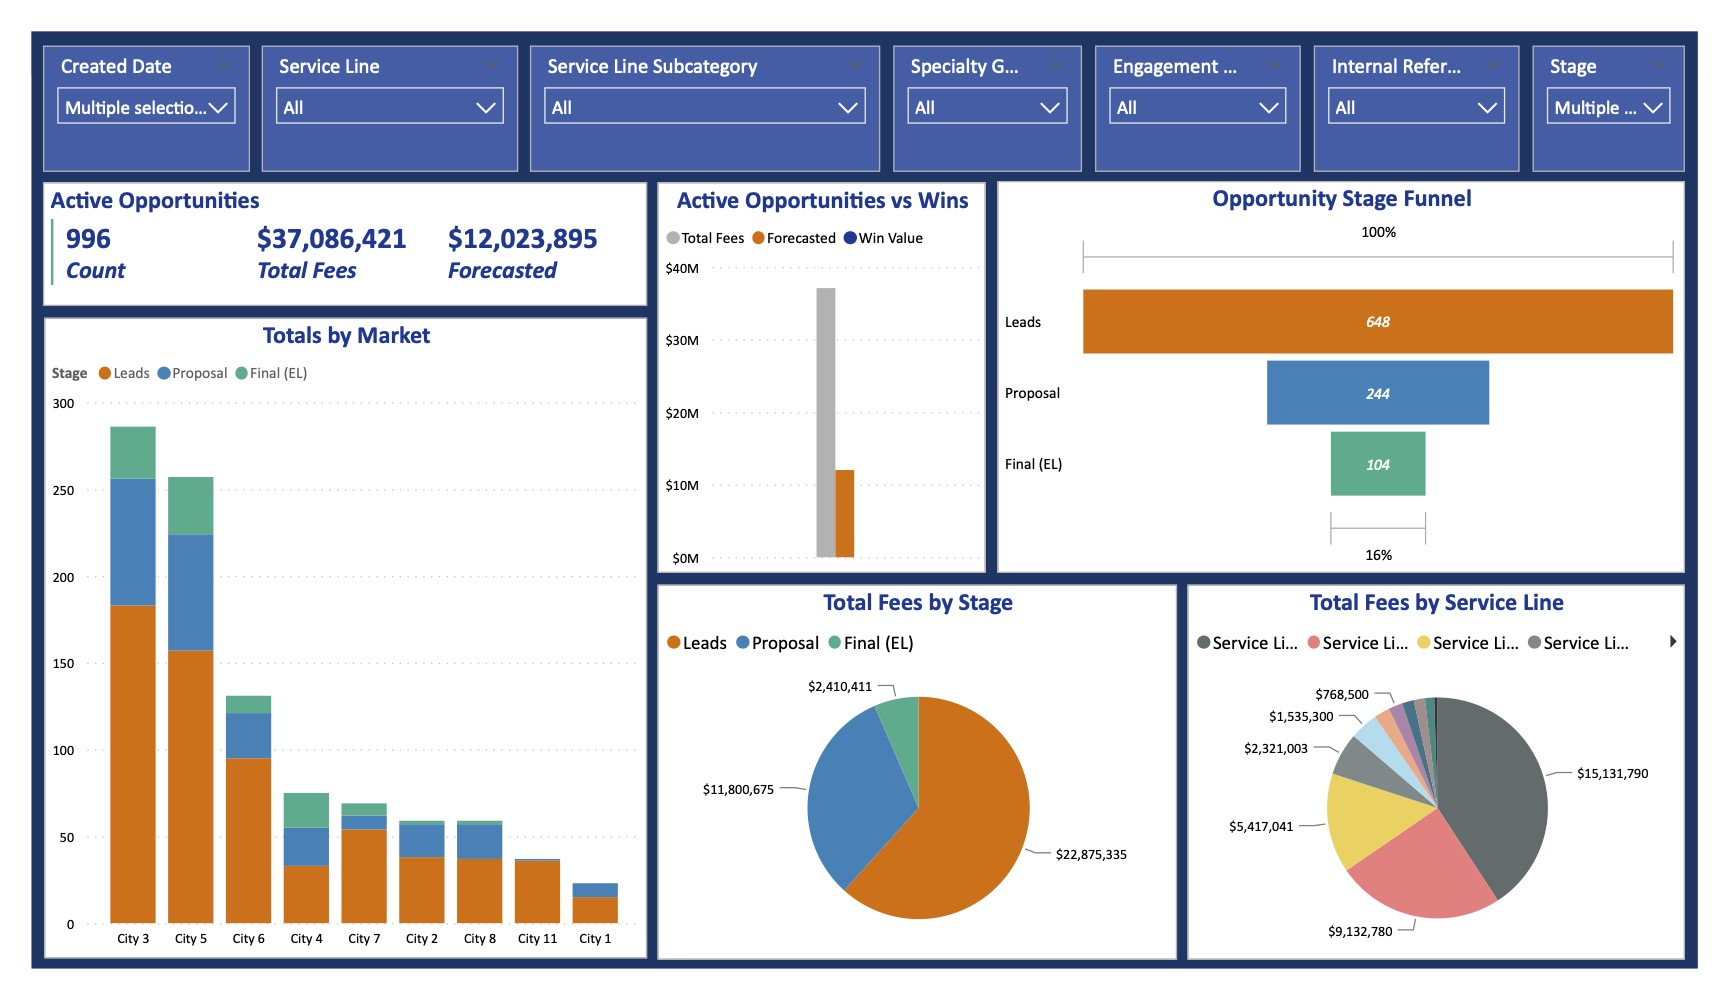 Created Date
Multiple selectio...
Service Line
All
Service Line Subcategory
All
Specialty G...
All
Engagement ...
All
Internal Refer...
All
Stage
Multiple ...
Active Opportunities
996
Count
$37,086,421
Total Fees
$12,023,895
Forecasted
Active Opportunities vs Wins
Total Fees Forecasted Win Value
$40M
$30M
$20M
$10M
$0M
Opportunity Stage Funnel
100%
Leads 648
Proposal 244
Final (EL) 104
16%
Totals by Market
Stage Leads Proposal Final (EL)
300
250
200
150
100
50
0
City 3 City 5 City 6 City 4 City 7 City 2 City 8 City 11 City 1
Total Fees by Stage
Leads Proposal Final (EL)
$2,410,411
$11,800,675
$22,875,335
Total Fees by Service Line
Service Li... Service Li... Service Li... Service Li...
$768,500
$1,535,300
$2,321,003
$15,131,790
$5,417,041
$9,132,780